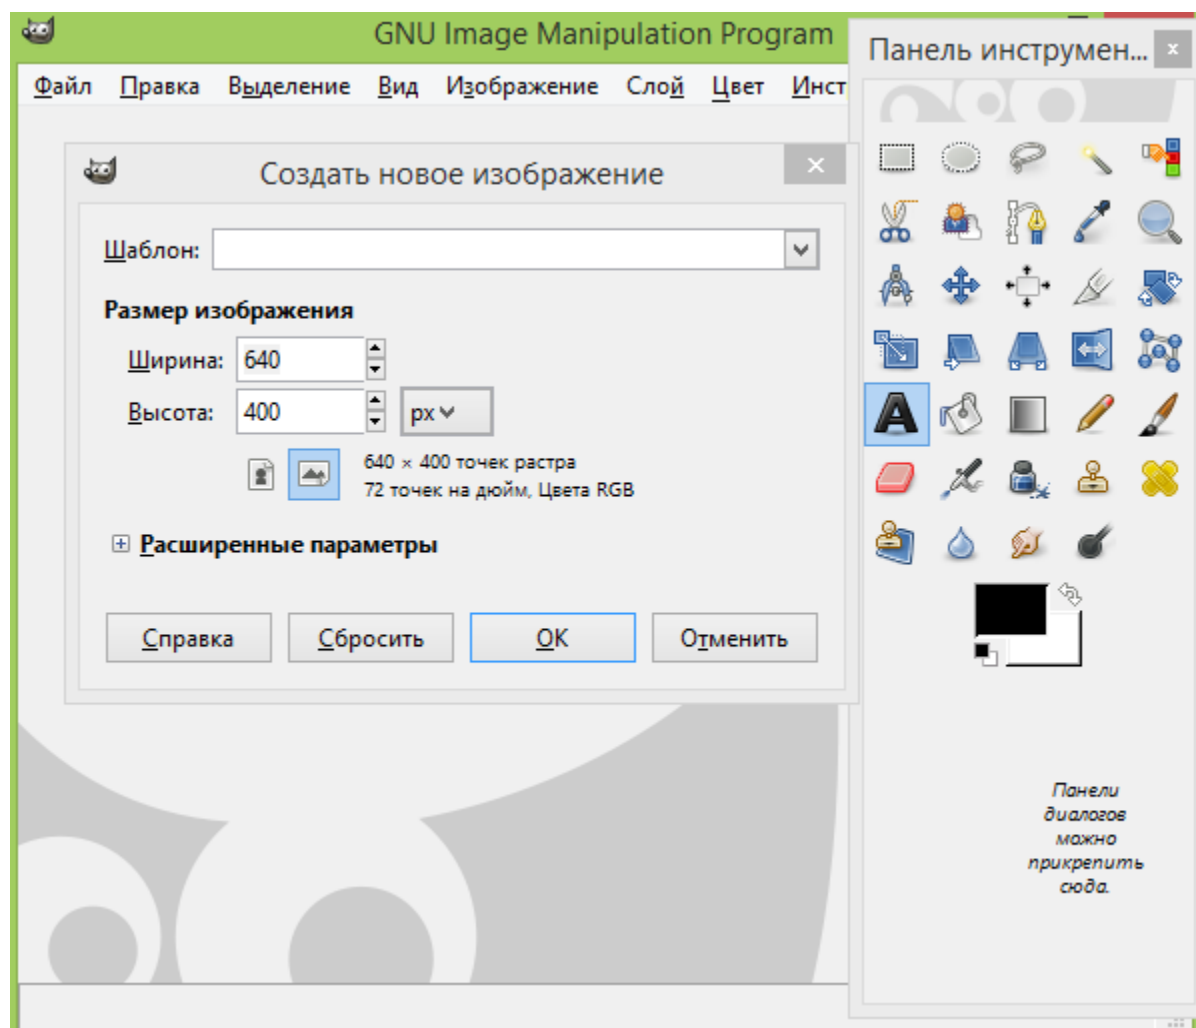 GNU Image Manipulation Program
Файл Правка Выделение Вид Изображение Слой Цвет Инст
Создать новое изображение
Шаблон:
Размер изображения
Ширина: 640
Высота: 400 px
640 × 400 точек растра
72 точек на дюйм, Цвета RGB
Расширенные параметры
Справка Сбросить OK Отменить
Панель инструмен...
Панели
диалогов
можно
прикрепить
сюда.